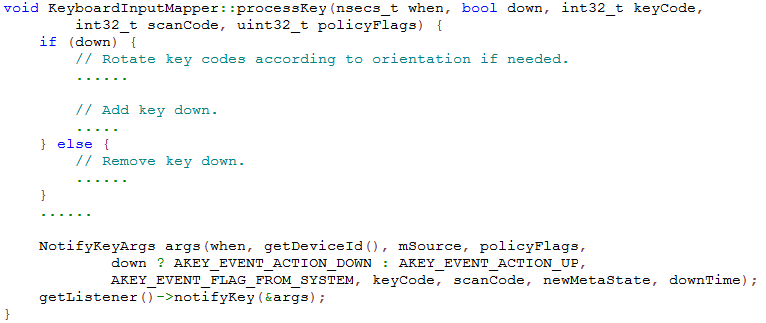 void KeyboardInputMapper::processKey(nsecs_t when, bool down, int32_t keyCode,
        int32_t scanCode, uint32_t policyFlags) {
    if (down) {
        // Rotate key codes according to orientation if needed.
        ......

        // Add key down.
        .....
    } else {
        // Remove key down.
        ......
    }
    ......

    NotifyKeyArgs args(when, getDeviceId(), mSource, policyFlags,
            down ? AKEY_EVENT_ACTION_DOWN : AKEY_EVENT_ACTION_UP,
            AKEY_EVENT_FLAG_FROM_SYSTEM, keyCode, scanCode, newMetaState, downTime);
    getListener()->notifyKey(&args);
}